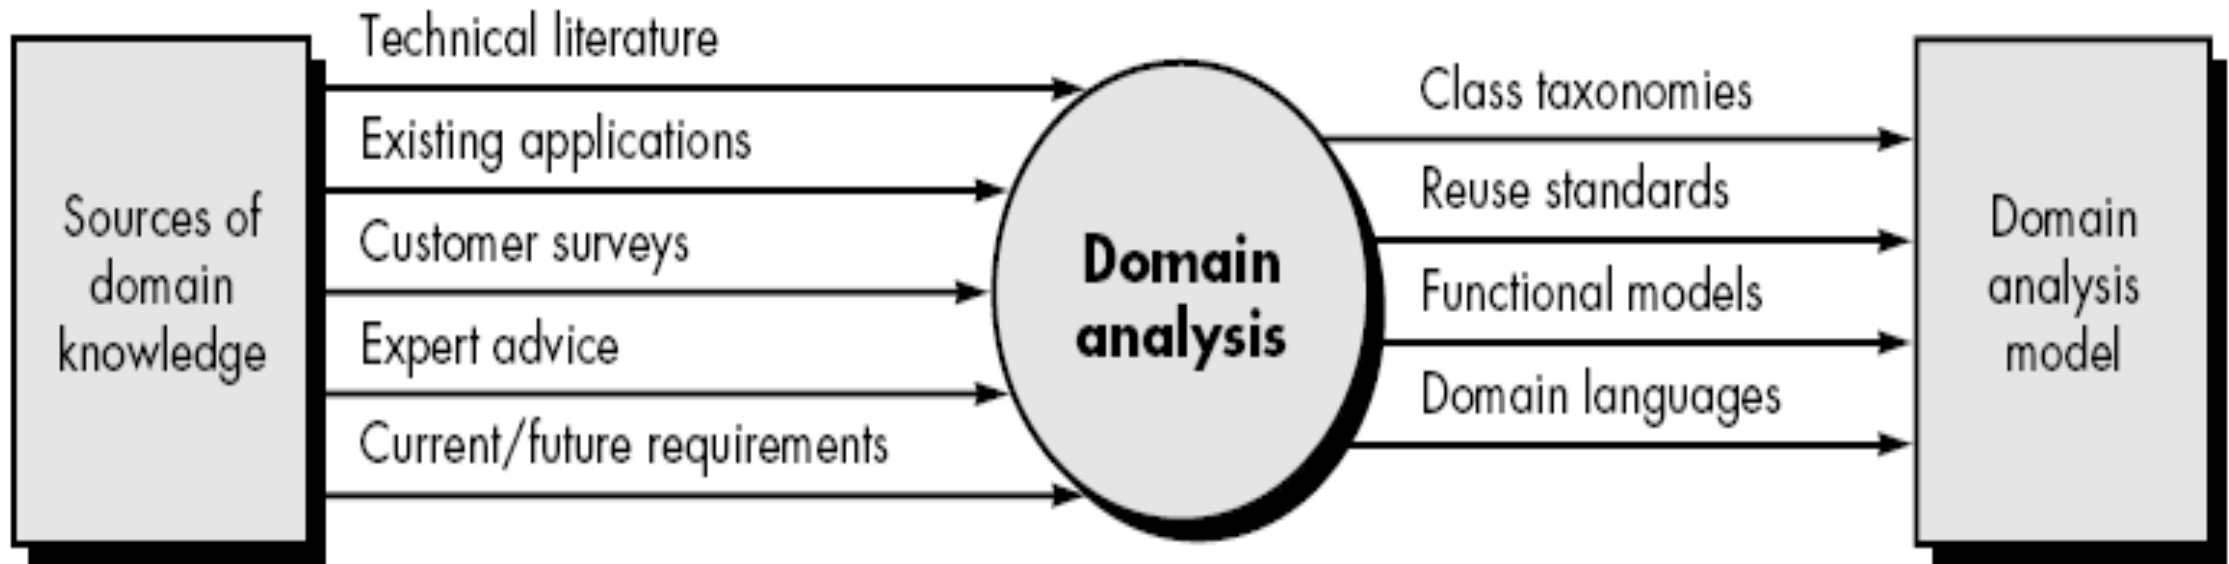 Sources of
domain
knowledge
Technical literature
Existing applications
Customer surveys
Expert advice
Current/future requirements
Domain
analysis
Class taxonomies
Reuse standards
Functional models
Domain languages
Domain
analysis
model